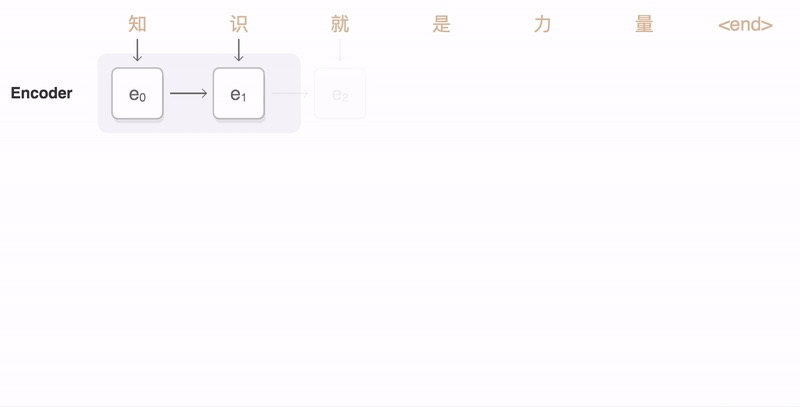 知 识 就 是 力 量 <end>
Encoder e₀ e₁ e₂